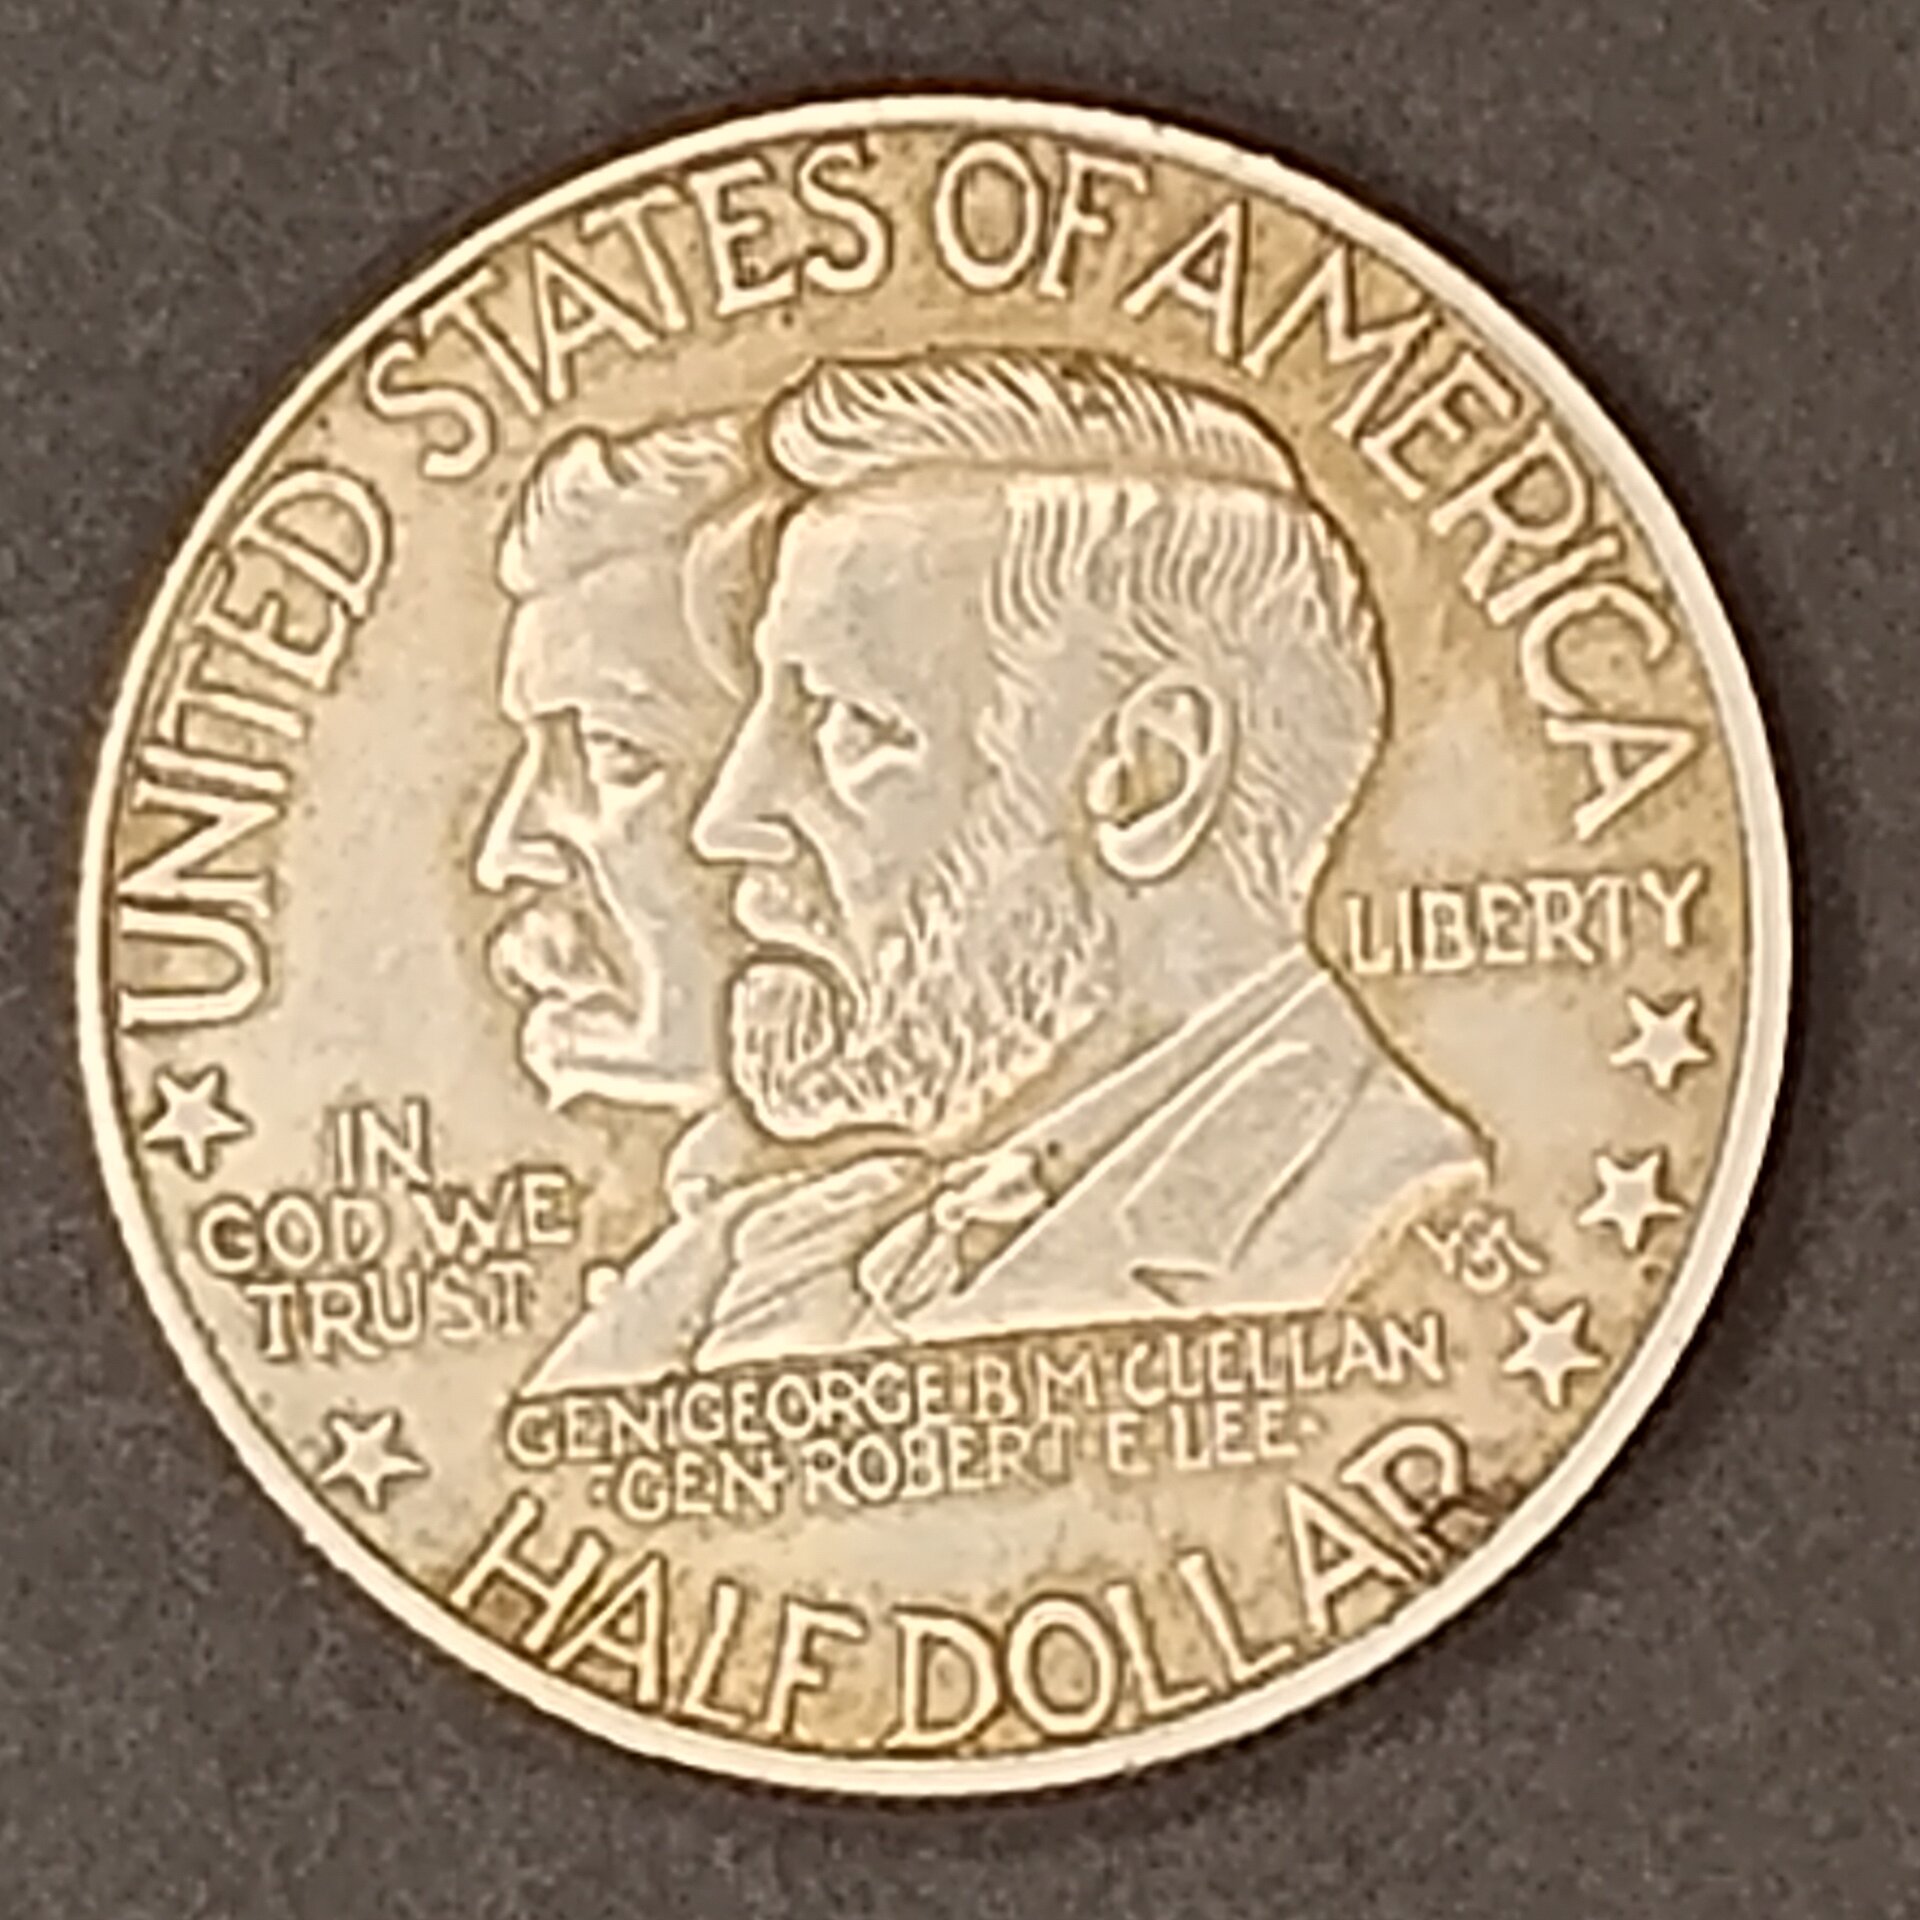 UNITED STATES OF AMERICA
LIBERTY
IN
GOD WE
TRUST
GEN GEORGE B MCCLELLAN
·GEN·ROBERT E LEE·
HALF DOLLAR